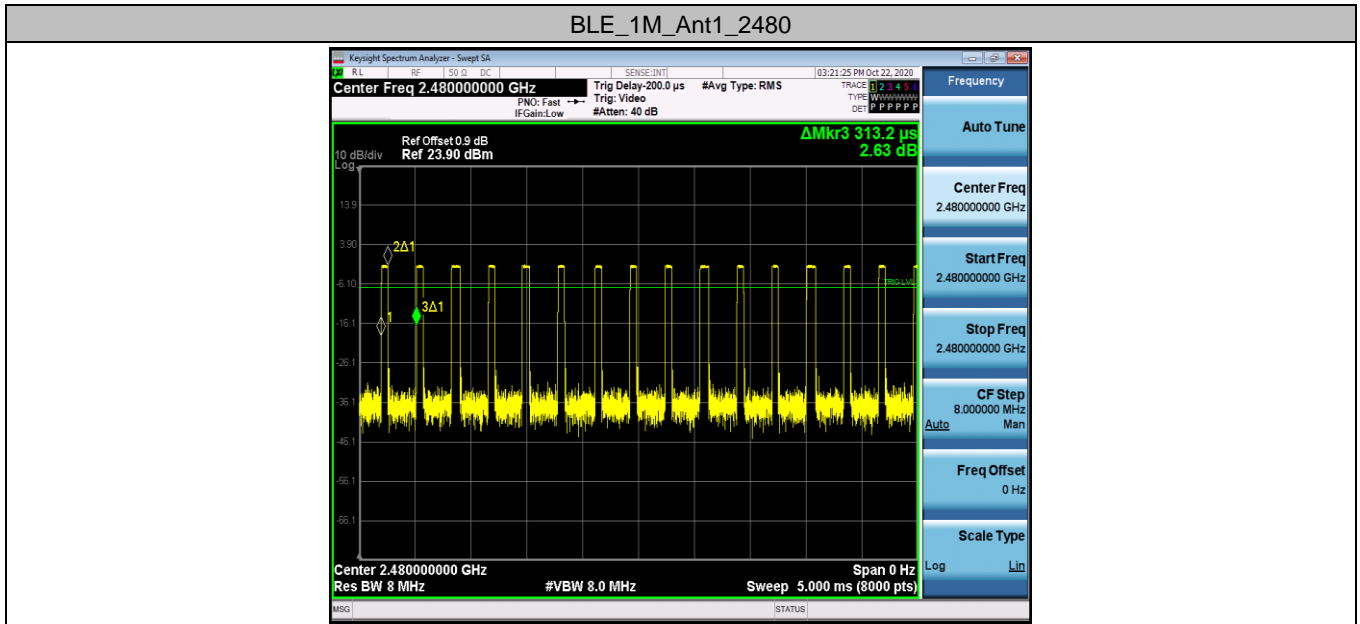 BLE_1M_Ant1_2480
Keysight Spectrum Analyzer - Swept SA
RL RF 50 Ω DC SENSE:INT 03:21:25 PM Oct 22, 2020
Center Freq 2.480000000 GHz
PNO: Fast
IFGain:Low
Trig Delay-200.0 µs
Trig: Video
#Atten: 40 dB
#Avg Type: RMS
TRACE 1 2 3 4 5 6
TYPE WWWWWW
DET P P P P P P
ΔMkr3 313.2 µs
2.63 dB
Ref Offset 0.9 dB
10 dB/div Ref 23.90 dBm
Log
13.9
3.90
-6.10
-16.1
-26.1
-36.1
-46.1
-56.1
-66.1
2Δ1
1
3Δ1
TRIG LVL
Center 2.480000000 GHz Span 0 Hz
Res BW 8 MHz #VBW 8.0 MHz Sweep 5.000 ms (8000 pts)
MSG STATUS
Frequency
Auto Tune
Center Freq
2.480000000 GHz
Start Freq
2.480000000 GHz
Stop Freq
2.480000000 GHz
CF Step
8.000000 MHz
Auto Man
Freq Offset
0 Hz
Scale Type
Log Lin